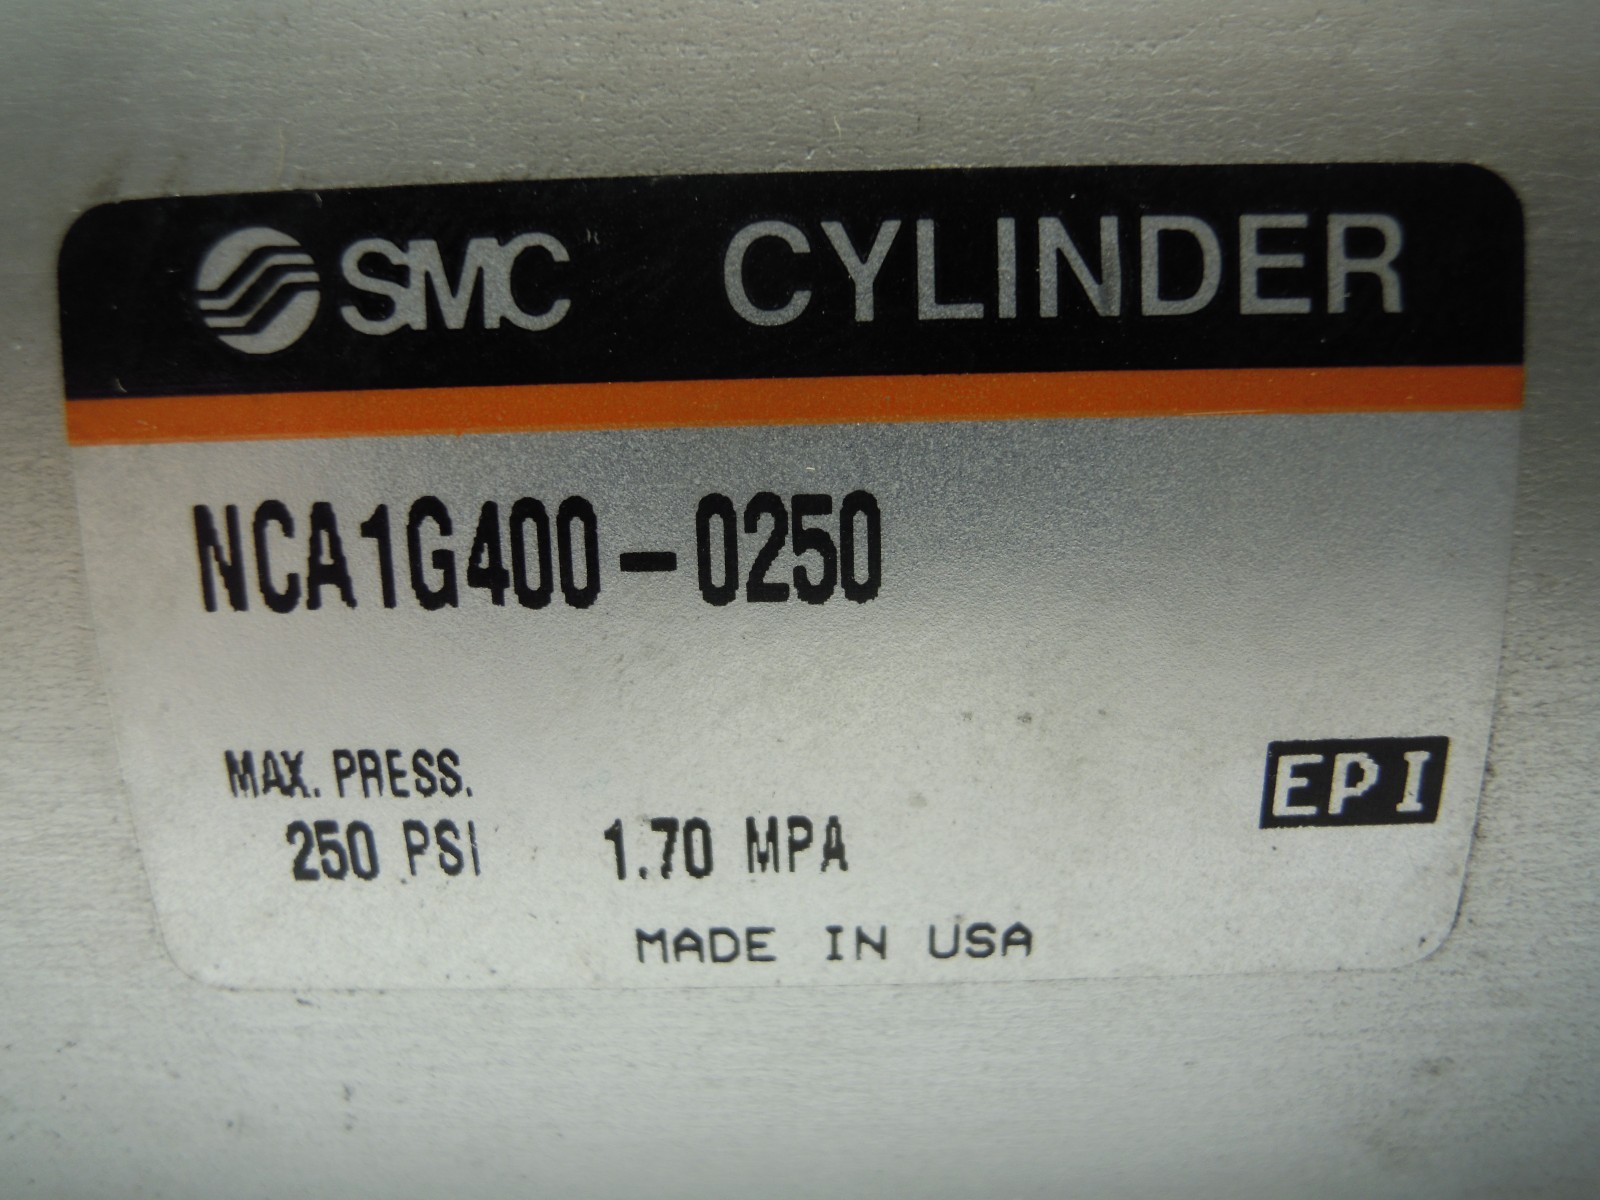 SMC CYLINDER
NCA1G400-0250
MAX. PRESS.
250 PSI 1.70 MPA
EPI
MADE IN USA